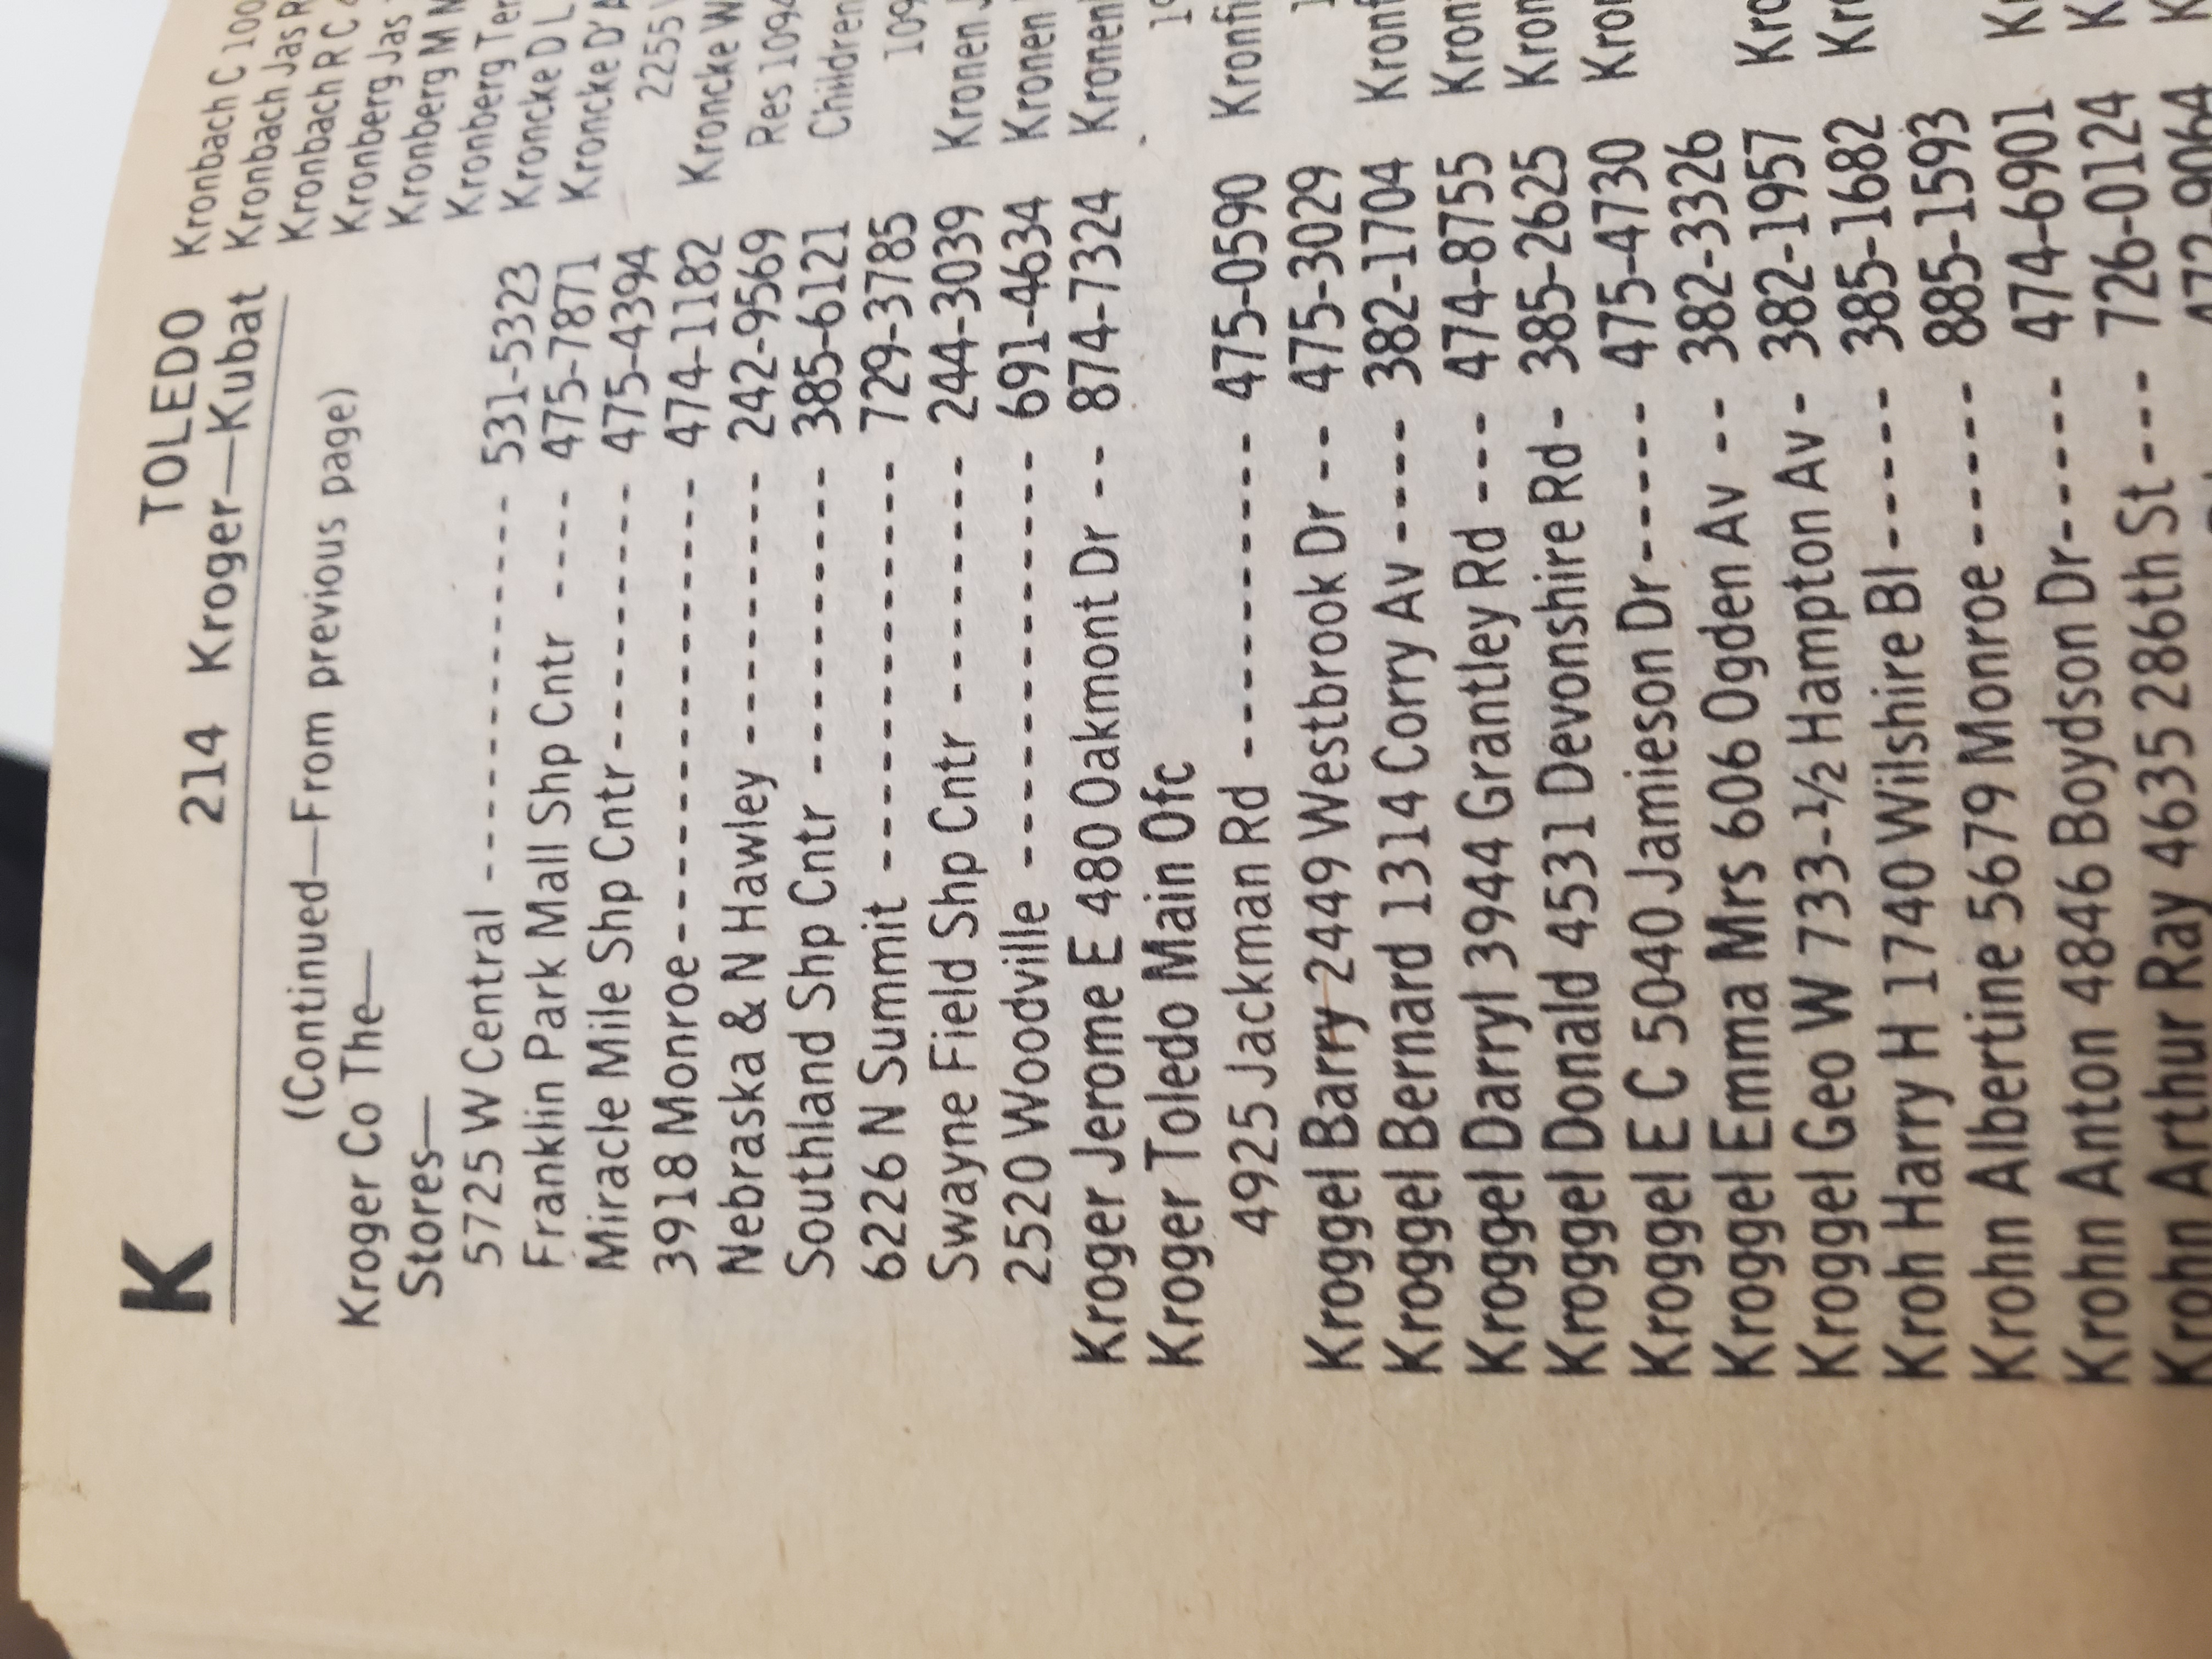 K
TOLEDO
214 Kroger—Kubat
(Continued—From previous page)
Kroger Co The—
Stores—
5725 W Central ------------- 531-5323
Franklin Park Mall Shp Cntr ---- 475-7871
Miracle Mile Shp Cntr--------- 475-4394
3918 Monroe---------------- 474-1182
Nebraska & N Hawley --------- 242-9569
Southland Shp Cntr ---------- 385-6121
6226 N Summit ------------- 729-3785
Swayne Field Shp Cntr -------- 244-3039
2520 Woodville ------------- 691-4634
Kroger Jerome E 480 Oakmont Dr -- 874-7324
Kroger Toledo Main Ofc
4925 Jackman Rd ---------- 475-0590
Kroggel Barry 2449 Westbrook Dr -- 475-3029
Kroggel Bernard 1314 Corry Av ---- 382-1704
Kroggel Darryl 3944 Grantley Rd ---- 474-8755
Kroggel Donald 4531 Devonshire Rd- 385-2625
Kroggel E C 5040 Jamieson Dr----- 475-4730
Kroggel Emma Mrs 606 Ogden Av -- 382-3326
Kroggel Geo W 733-½ Hampton Av- 382-1957
Kroh Harry H 1740 Wilshire Bl ----- 385-1682
Krohn Albertine 5679 Monroe ----- 885-1593
Krohn Anton 4846 Boydson Dr----- 474-6901
Krohn Arthur Ray 4635 286th St --- 726-0124
472-9064
Kronbach C 100
Kronbach Jas R
Kronbach R C
Kronberg Jas
Kronberg M
Kronberg
Kroncke D L
Kroncke D'A
2255
Kroncke W
Res 1094
Children
109
Kronen J
Kronen